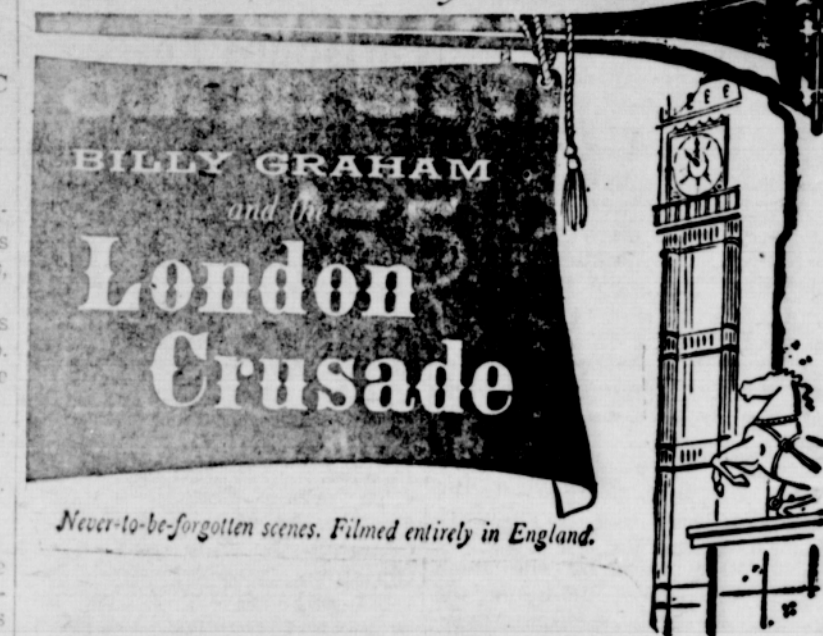 BILLY GRAHAM
and the
London
Crusade
Never-to-be-forgotten scenes. Filmed entirely in England.